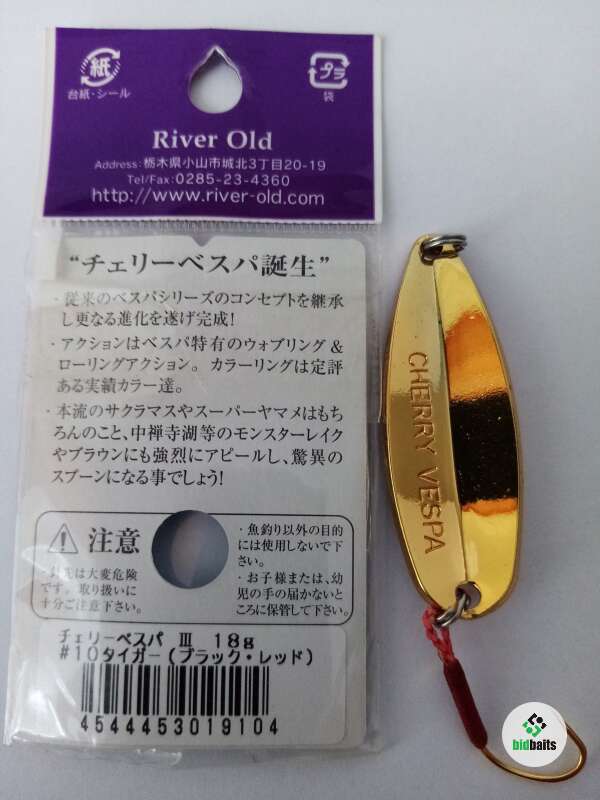 紙
台紙・シール
プラ
袋
River Old
Address:栃木県小山市城北3丁目20-19
Tel/Fax:0285-23-4360
http://www.river-old.com
“チェリーベスパ誕生”
・従来のベスパシリーズのコンセプトを継承
し更なる進化を遂げ完成!
・アクションはベスパ特有のウォブリング&
ローリングアクション。カラーリングは定評
ある実績カラー達。
・本流のサクラマスやスーパーヤマメはもち
ろんのこと、中禅寺湖等のモンスターレイク
やブラウンにも強烈にアピールし、驚異の
スプーンになる事でしょう!
注意
は大変危険
です。取り扱いに
十分ご注意下さい。
・魚釣り以外の目的
には使用しないで下
さい。
・お子様または、幼
児の手の届かないと
ころに保管して下さい。
チェリーベスパ Ⅲ 18g
#10タイガー(ブラック・レッド)
4544453019104
CHERRY VESPA
bidbaits